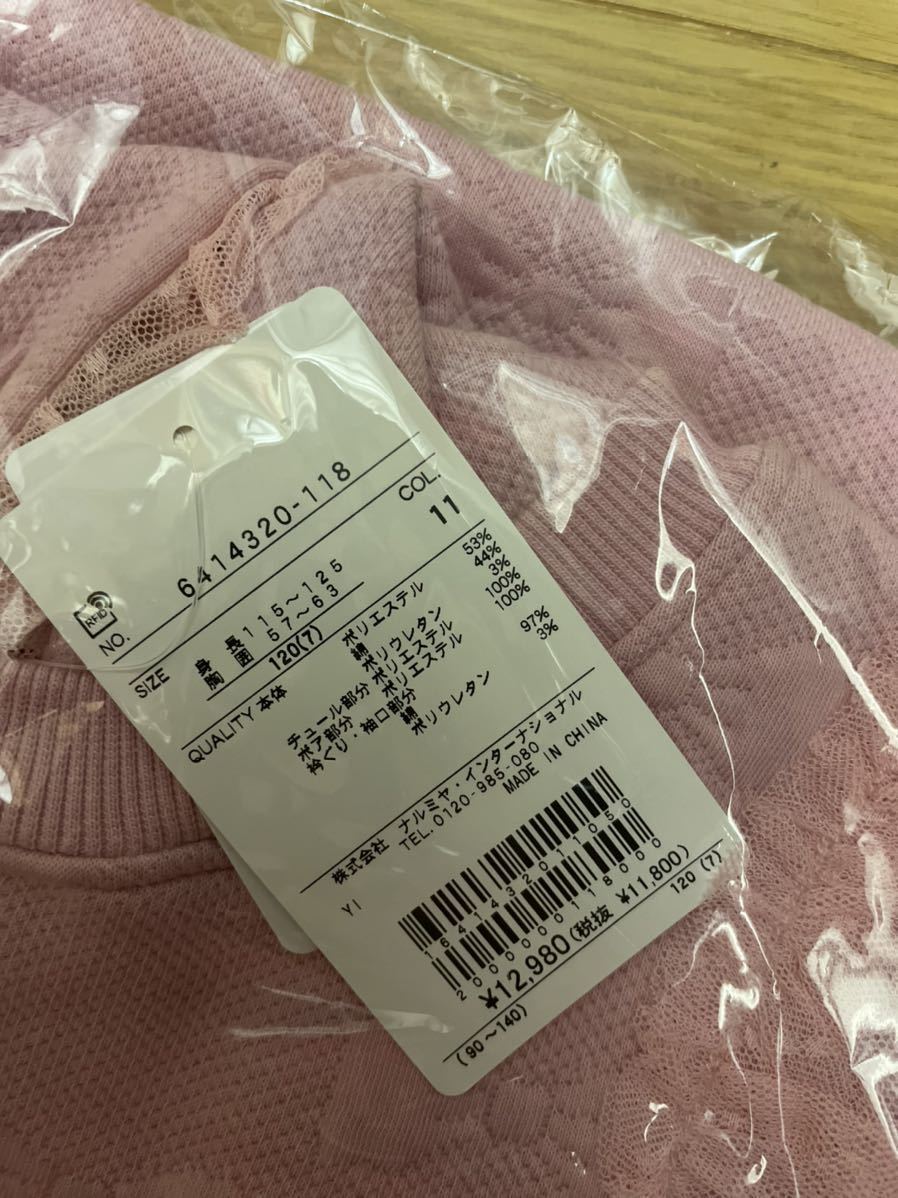 RFID
NO. 6414320-118
COL.
11
SIZE 身長 115~125
胸囲 57~63
120(7)
QUALITY 本体 ポリエステル 53%
綿 44%
ポリウレタン 3%
チュール部分 ポリエステル 100%
ボア部分 ポリエステル 100%
衿ぐり・袖口部分
綿 97%
ポリウレタン 3%
株式会社 ナルミヤ・インターナショナル
TEL.0120-985-080
MADE IN CHINA
YI
1641432011050
2000000118000
¥12,980(税抜 ¥11,800)
(90~140) 120 (7)